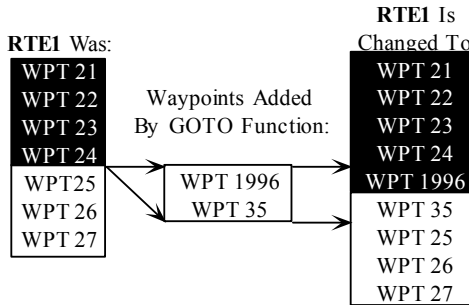 RTE1 Was:
WPT 21
WPT 22
WPT 23
WPT 24
WPT25
WPT 26
WPT 27
Waypoints Added
By GOTO Function:
WPT 1996
WPT 35
RTE1 Is
Changed To
WPT 21
WPT 22
WPT 23
WPT 24
WPT 1996
WPT 35
WPT 25
WPT 26
WPT 27